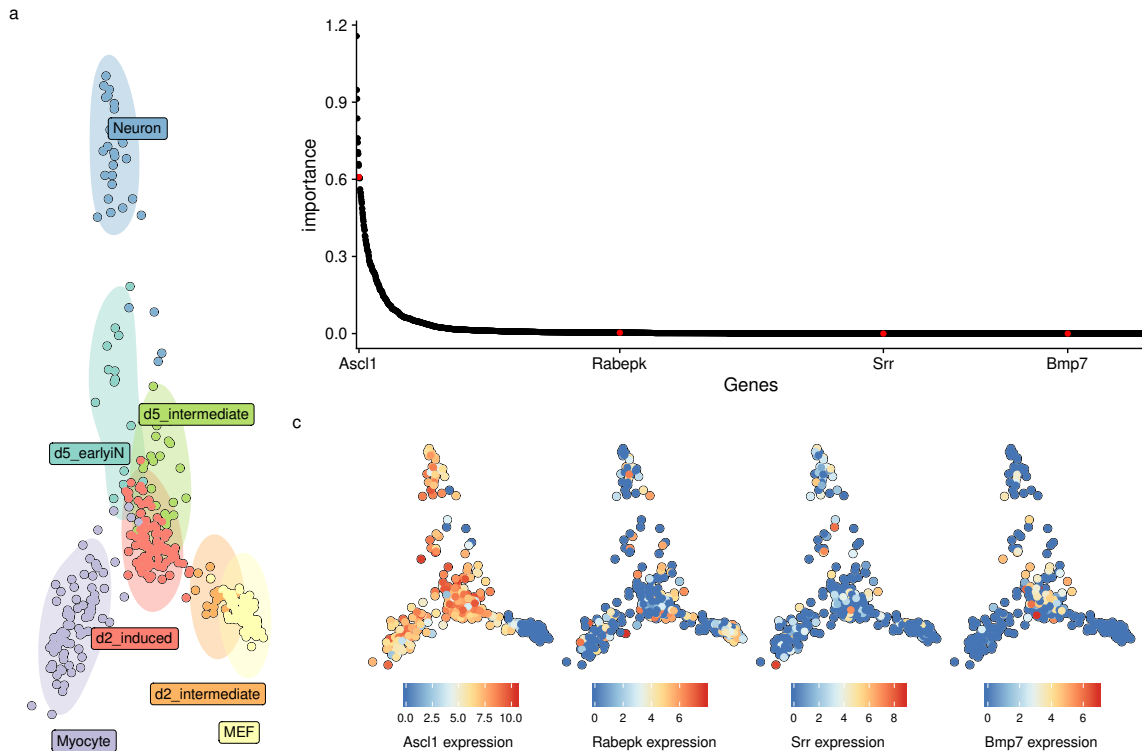 a
Neuron
d5_intermediate
d5_earlyiN
d2_induced
d2_intermediate
MEF
Myocyte
1.2
0.9
0.6
0.3
0.0
importance
Ascl1
Rabepk
Srr
Bmp7
Genes
c
0.0 2.5 5.0 7.5 10.0
Ascl1 expression
0 2 4 6
Rabepk expression
0 2 4 6 8
Srr expression
0 2 4 6
Bmp7 expression